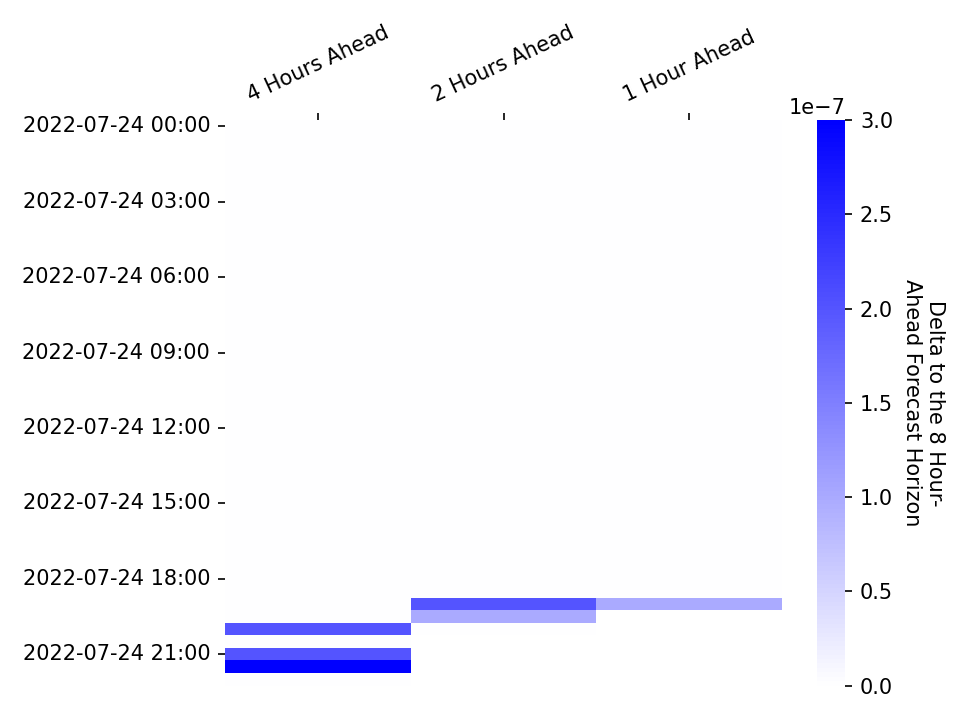 4 Hours Ahead
2 Hours Ahead
1 Hour Ahead
2022-07-24 00:00
2022-07-24 03:00
2022-07-24 06:00
2022-07-24 09:00
2022-07-24 12:00
2022-07-24 15:00
2022-07-24 18:00
2022-07-24 21:00
1e−7
3.0
2.5
2.0
1.5
1.0
0.5
0.0
Delta to the 8 Hour-
Ahead Forecast Horizon